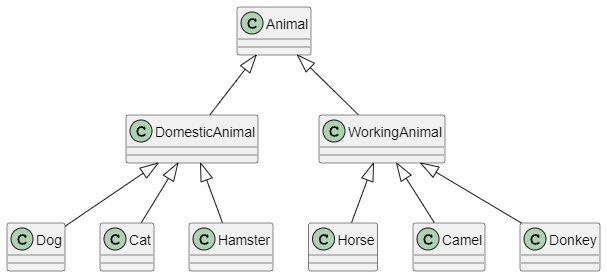 C Animal
C DomesticAnimal
C WorkingAnimal
C Dog
C Cat
C Hamster
C Horse
C Camel
C Donkey